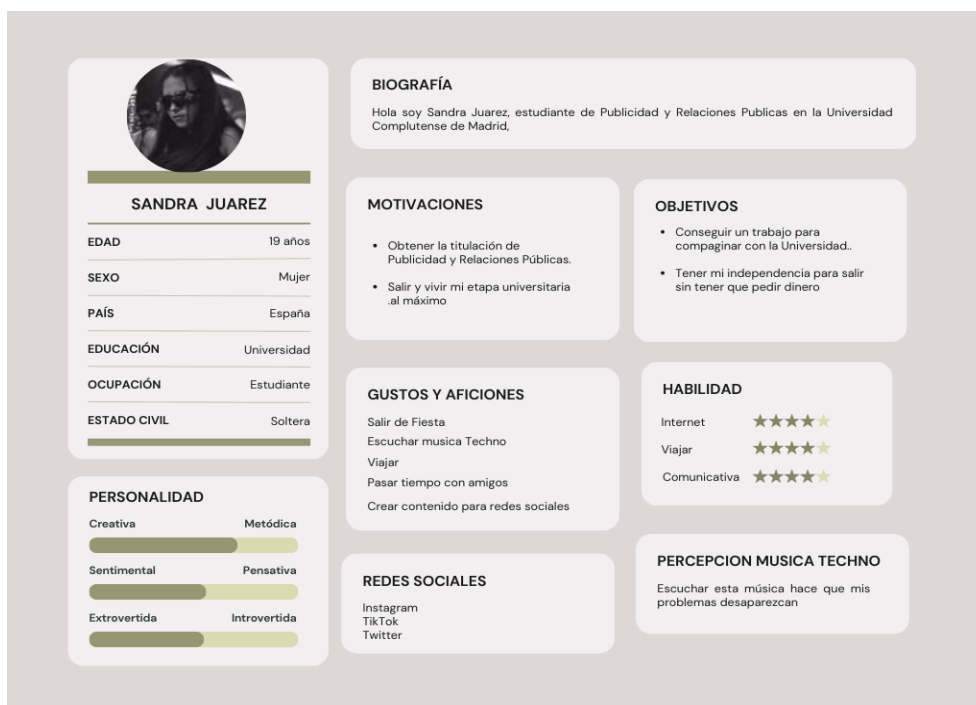 SANDRA JUAREZ
EDAD 19 años
SEXO Mujer
PAÍS España
EDUCACIÓN Universidad
OCUPACIÓN Estudiante
ESTADO CIVIL Soltera
PERSONALIDAD
Creativa Metódica
Sentimental Pensativa
Extrovertida Introvertida
BIOGRAFÍA
Hola soy Sandra Juarez, estudiante de Publicidad y Relaciones Publicas en la Universidad
Complutense de Madrid,
MOTIVACIONES
• Obtener la titulación de
Publicidad y Relaciones Públicas.
• Salir y vivir mi etapa universitaria
.al máximo
OBJETIVOS
• Conseguir un trabajo para
compaginar con la Universidad..
• Tener mi independencia para salir
sin tener que pedir dinero
GUSTOS Y AFICIONES
Salir de Fiesta
Escuchar musica Techno
Viajar
Pasar tiempo con amigos
Crear contenido para redes sociales
HABILIDAD
Internet
Viajar
Comunicativa
REDES SOCIALES
Instagram
TikTok
Twitter
PERCEPCION MUSICA TECHNO
Escuchar esta música hace que mis
problemas desaparezcan